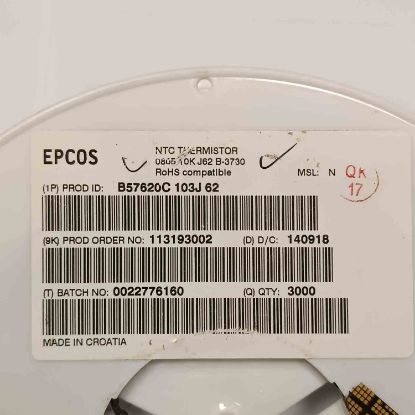 EPCOS
NTC THERMISTOR
0805 10K J62 B-3730
RoHS compatible
MSL: N
QK
17
(1P) PROD ID: B57620C 103J 62
(9K) PROD ORDER NO: 113193002 (D) D/C: 140918
(T) BATCH NO: 0022776160 (Q) QTY: 3000
MADE IN CROATIA